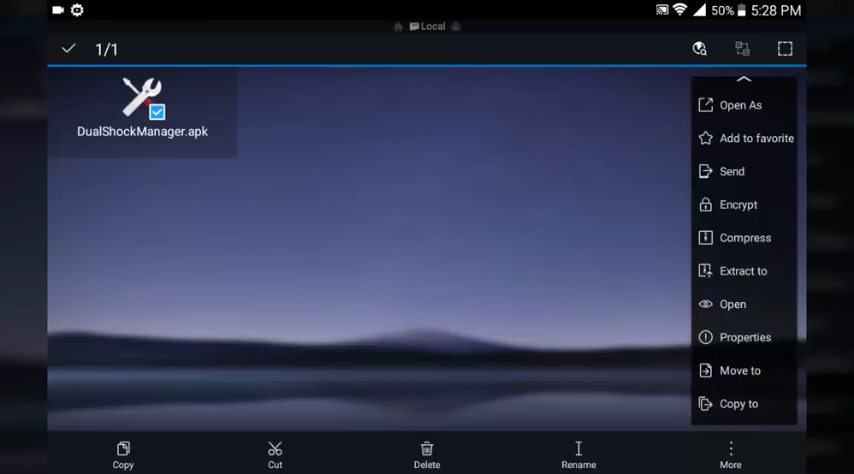 50% 5:28 PM
Local
1/1
DualShockManager.apk
Open As
Add to favorite
Send
Encrypt
Compress
Extract to
Open
Properties
Move to
Copy to
Copy
Cut
Delete
Rename
More